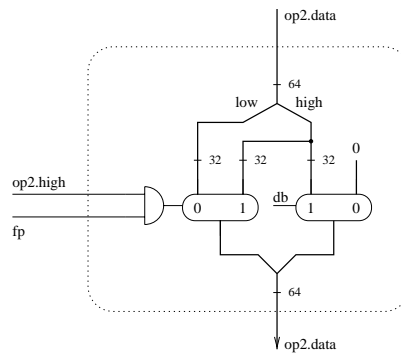 op2.data
64
low high
0
32 32 32
op2.high
db
0 1 1 0
fp
64
op2.data